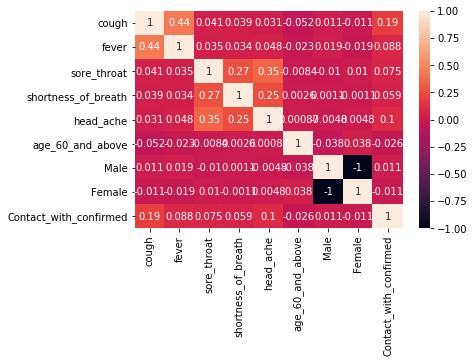 cough 1 0.44 0.041 0.039 0.031 -0.052 0.011 -0.011 0.19
fever 0.44 1 0.035 0.034 0.048 -0.023 0.019 -0.019 0.088
sore_throat 0.041 0.035 1 0.27 0.35 -0.0084 -0.01 0.01 0.075
shortness_of_breath 0.039 0.034 0.27 1 0.25 0.0026 0.0011 -0.0011 0.059
head_ache 0.031 0.048 0.35 0.25 1 0.00087 -0.0048 0.0048 0.1
age_60_and_above -0.052 -0.023 -0.0084 0.0026 0.00087 1 -0.038 0.038 -0.026
Male 0.011 0.019 -0.01 0.0011 -0.0048 -0.038 1 -1 0.011
Female -0.011 -0.019 0.01 -0.0011 0.0048 0.038 -1 1 -0.011
Contact_with_confirmed 0.19 0.088 0.075 0.059 0.1 -0.026 0.011 -0.011 1
cough
fever
sore_throat
shortness_of_breath
head_ache
age_60_and_above
Male
Female
Contact_with_confirmed
1.00
0.75
0.50
0.25
0.00
-0.25
-0.50
-0.75
-1.00